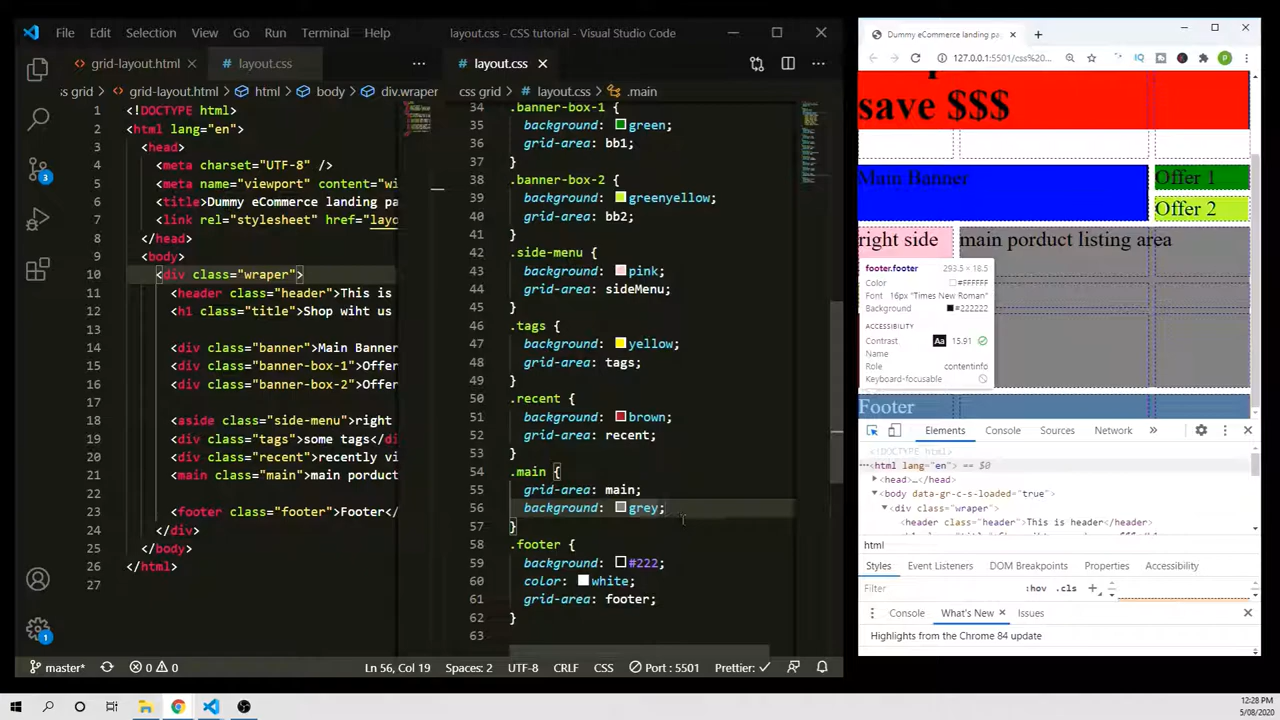 File Edit Selection View Go Run Terminal Help
layout.css - CSS Tutorial - Visual Studio Code
grid-layout.html
layout.css
s grid > grid-layout.html > html > body > div.wraper
css grid > layout.css > .main
1 <!DOCTYPE html>
2 <html lang="en">
3 <head>
4 <meta charset="UTF-8" />
5 <meta name="viewport" content="wi
6 <title>Dummy eCommerce landing pa
7 <link rel="stylesheet" href="layo
8 </head>
9 <body>
10 <div class="wraper">
11 <header class="header">This is
12 <h1 class="title">Shop wiht us
13
14 <div class="banner">Main Banne
15 <div class="banner-box-1">Offe
16 <div class="banner-box-2">Offe
18
20 <aside class="side-menu">right
19 <div class="tags">some tags</di
20 <div class="recent">recently vi
21 <main class="main">main porduct
23
23 <footer class="footer">Footer</
24 </div>
25 </body>
26 </html>
27
34 .banner-box-1 {
35 background: green;
36 grid-area: bb1;
37 }
38 .banner-box-2 {
39 background: greenyellow;
40 grid-area: bb2;
41 }
42 .side-menu {
43 background: pink;
44 grid-area: sideMenu;
45 }
46 .tags {
47 background: yellow;
48 grid-area: tags;
49 }
50 .recent {
51 background: brown;
52 grid-area: recent;
53 }
54 .main {
55 grid-area: main;
56 background: grey;
57 }
58 .footer {
59 background: #222;
60 color: white;
61 grid-area: footer;
62 }
63
3
1
master*
0 0
Ln 56, Col 19 Spaces: 2 UTF-8 CRLF CSS Port : 5501 Prettier: ✓
Dummy eCommerce landing pa
127.0.0.1:5501/css%20...
P
save $$$
Main Banner
Offer 1
Offer 2
right side
main porduct listing area
footer.footer 293.5 × 18.5
Color #FFFFFF
Font 16px "Times New Roman"
Background #222222
ACCESSIBILITY
Contrast Aa 15.91
Name
Role contentinfo
Keyboard-focusable
Footer
Elements Console Sources Network »
<!DOCTYPE html>
<html lang="en"> == $0
<head>...</head>
<body data-gr-c-s-loaded="true">
<div class="wraper">
<header class="header">This is header</header>
html
Styles Event Listeners DOM Breakpoints Properties Accessibility
Filter :hov .cls
Console What's New Issues
Highlights from the Chrome 84 update
12:28 PM
5/08/2020